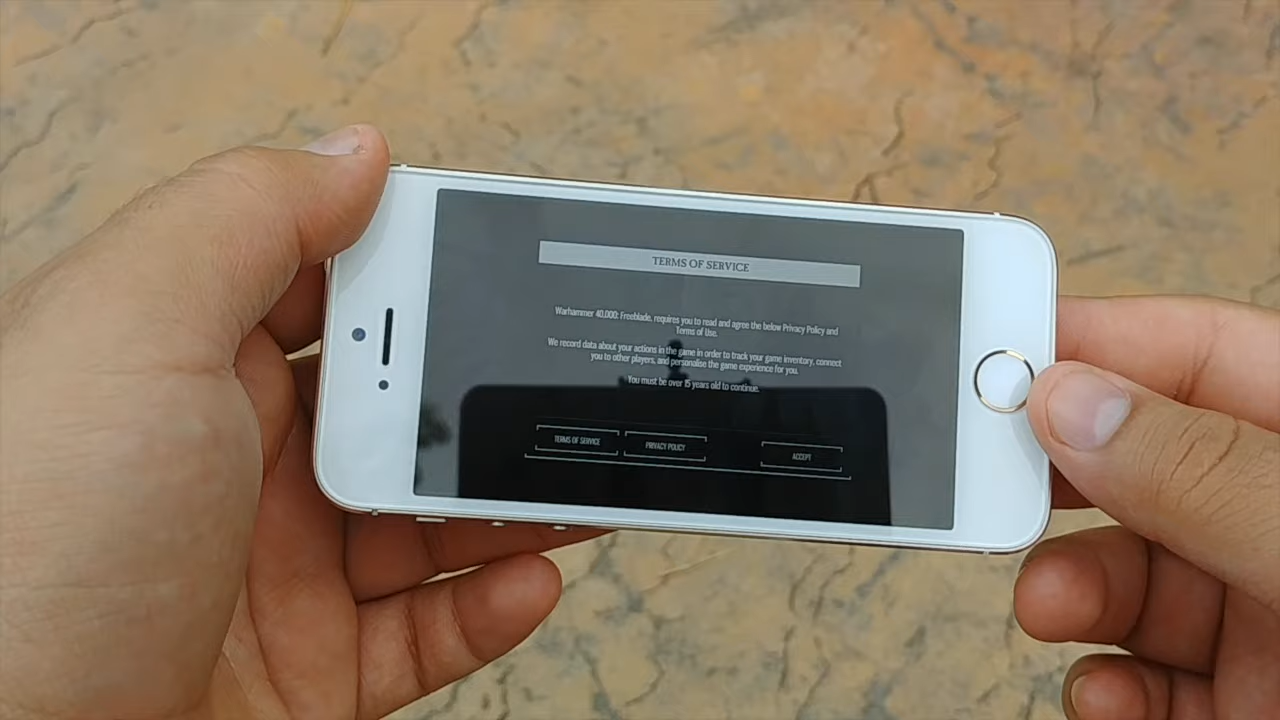 TERMS OF SERVICE
Warhammer 40,000: Freeblade, requires you to read and agree the below Privacy Policy and
Terms of Use.
We record data about your actions in the game in order to track your game inventory, connect
you to other players, and personalise the game experience for you.
You must be over 15 years old to continue.
TERMS OF SERVICE
PRIVACY POLICY
ACCEPT